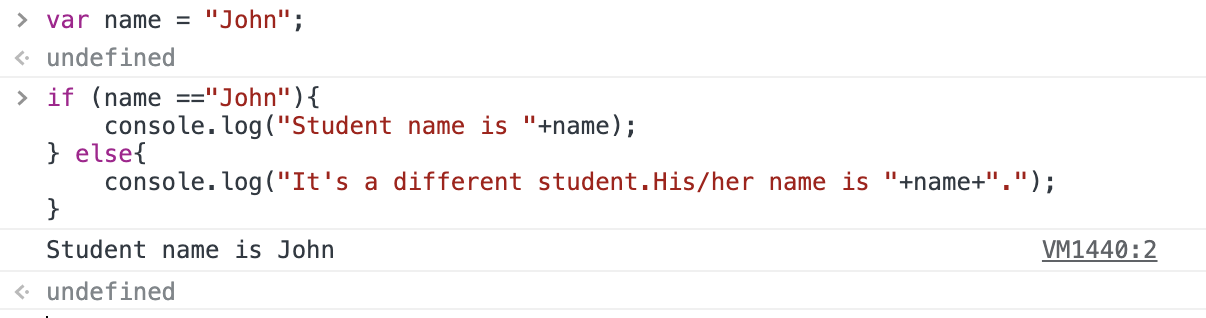 > var name = "John";
<· undefined
> if (name =="John"){
    console.log("Student name is "+name);
} else{
    console.log("It's a different student.His/her name is "+name+".");
}
Student name is John VM1440:2
<· undefined